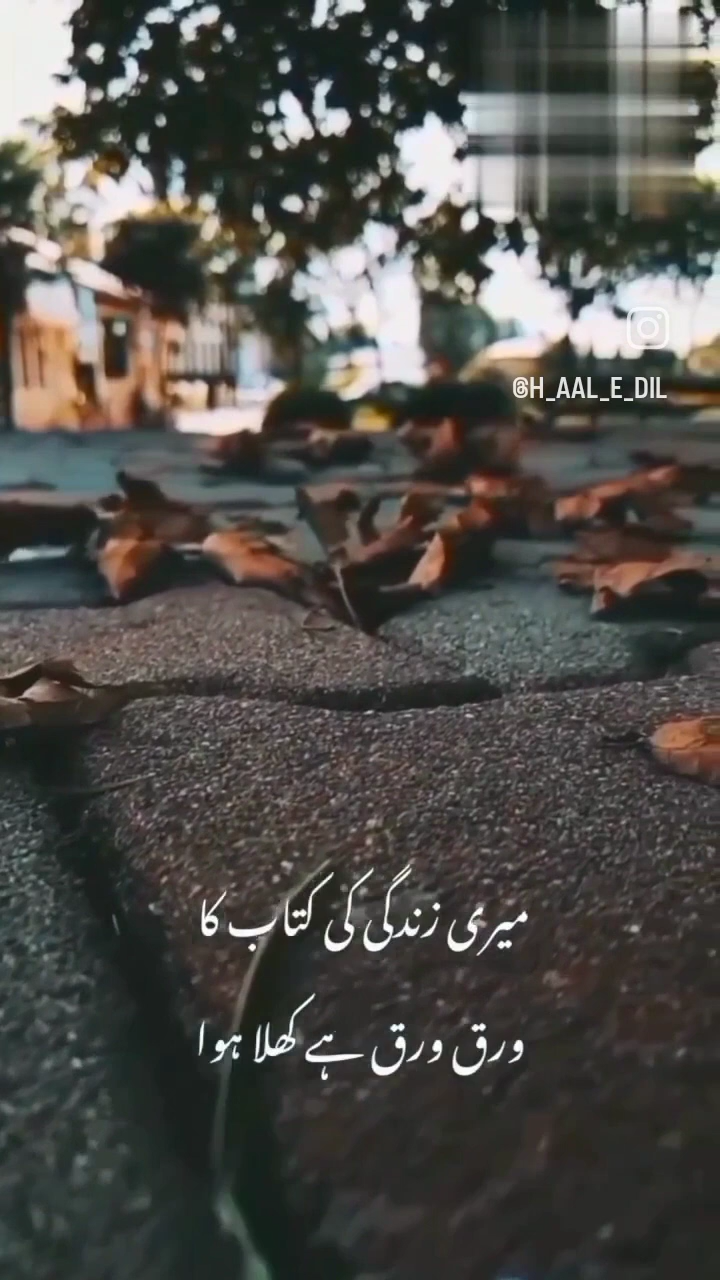 @H_AAL_E_DIL
میری زندگی کی کتاب کا
ورق ورق ہے کھلا ہوا